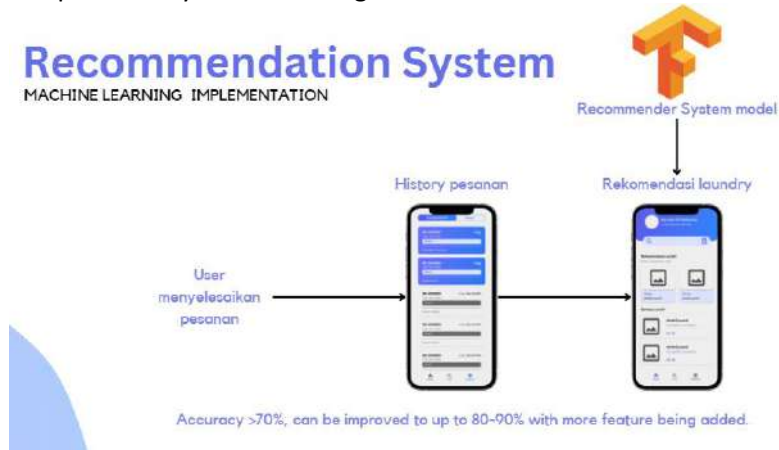 Recommendation System
MACHINE LEARNING IMPLEMENTATION
Recommender System model
History pesanan
Rekomendasi laundry
User
menyelesaikan
pesanan
Accuracy >70%, can be improved to up to 80-90% with more feature being added.